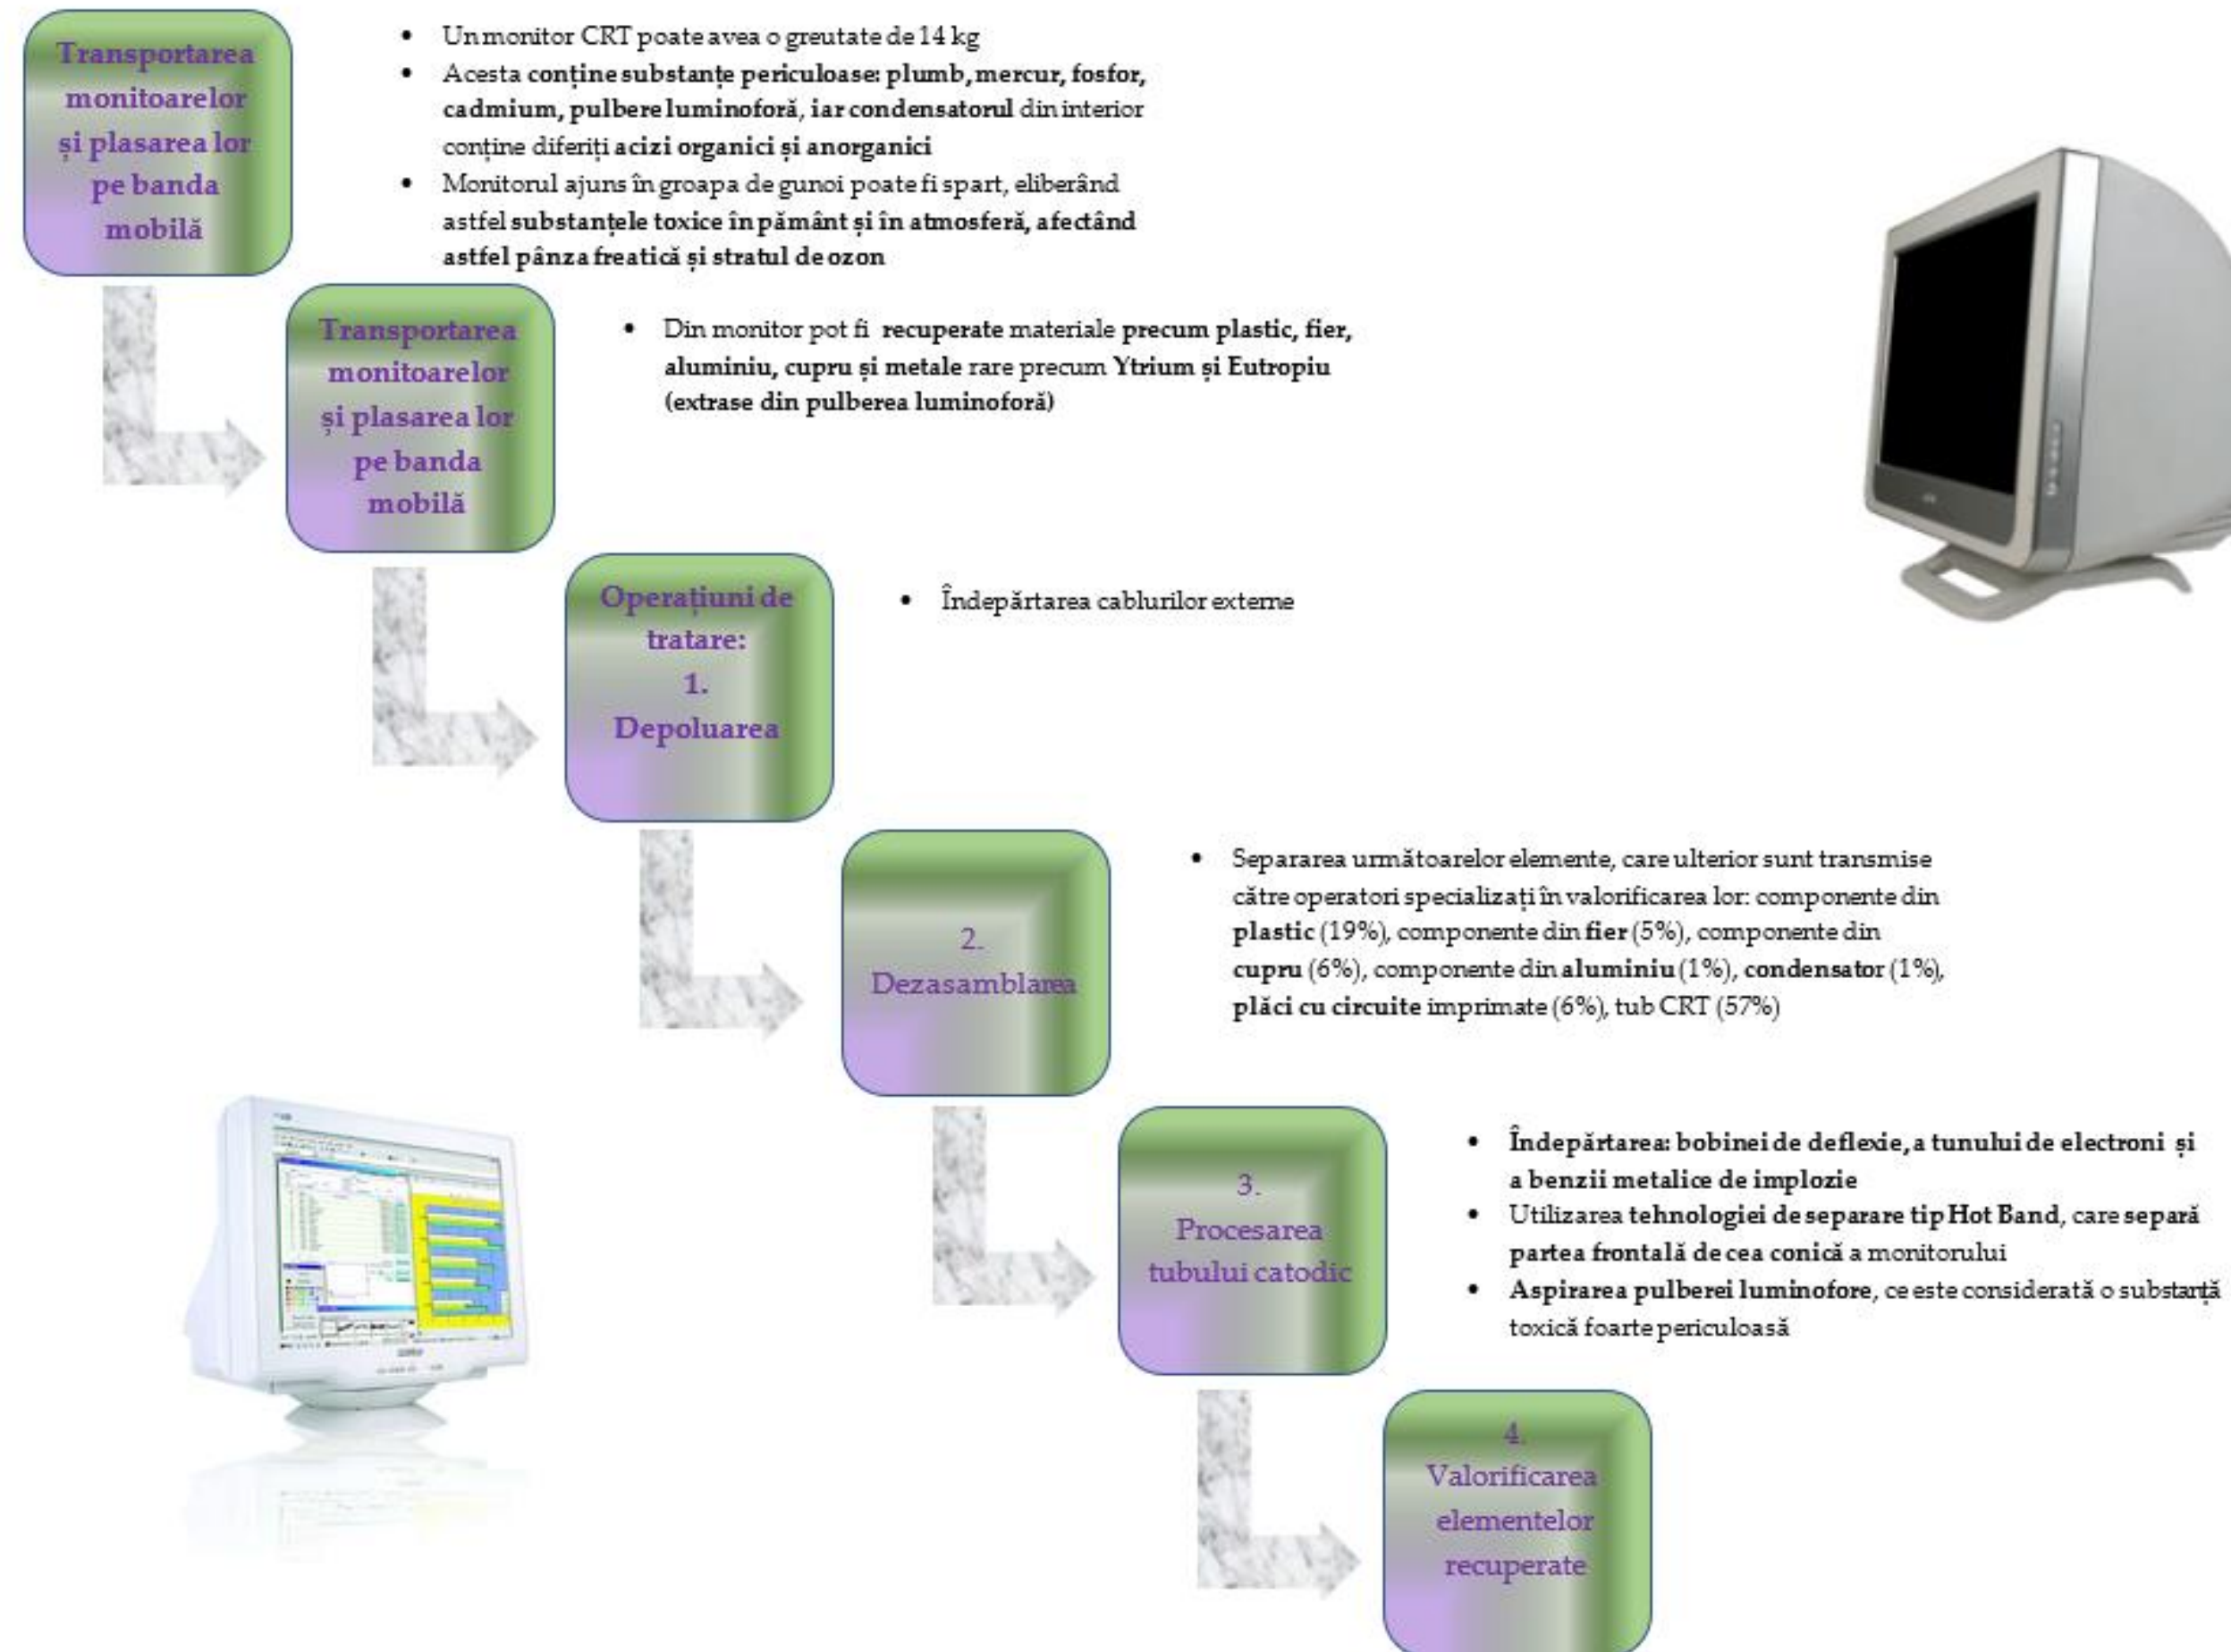 Transportarea
monitoarelor
și plasarea lor
pe banda
mobilă
• Un monitor CRT poate avea o greutate de 14 kg
• Acesta conține substanțe periculoase: plumb, mercur, fosfor,
cadmium, pulbere luminoforă, iar condensatorul din interior
conține diferiți acizi organici și anorganici
• Monitorul ajuns în groapa de gunoi poate fi spart, eliberând
astfel substanțele toxice în pământ și în atmosferă, afectând
astfel pânza freatică și stratul de ozon
Transportarea
monitoarelor
și plasarea lor
pe banda
mobilă
• Din monitor pot fi recuperate materiale precum plastic, fier,
aluminiu, cupru și metale rare precum Ytrium și Eutropiu
(extrase din pulberea luminoforă)
Operațiuni de
tratare:
1.
Depoluarea
• Îndepărtarea cablurilor externe
2.
Dezasamblarea
• Separarea următoarelor elemente, care ulterior sunt transmise
către operatori specializați în valorificarea lor: componente din
plastic (19%), componente din fier (5%), componente din
cupru (6%), componente din aluminiu (1%), condensator (1%),
plăci cu circuite imprimate (6%), tub CRT (57%)
3.
Procesarea
tubului catodic
• Îndepărtarea: bobinei de deflexie, a tunului de electroni și
a benzii metalice de implozie
• Utilizarea tehnologiei de separare tip Hot Band, care separă
partea frontală de cea conică a monitorului
• Aspirarea pulberei luminofore, ce este considerată o substanță
toxică foarte periculoasă
4.
Valorificarea
elementelor
recuperate